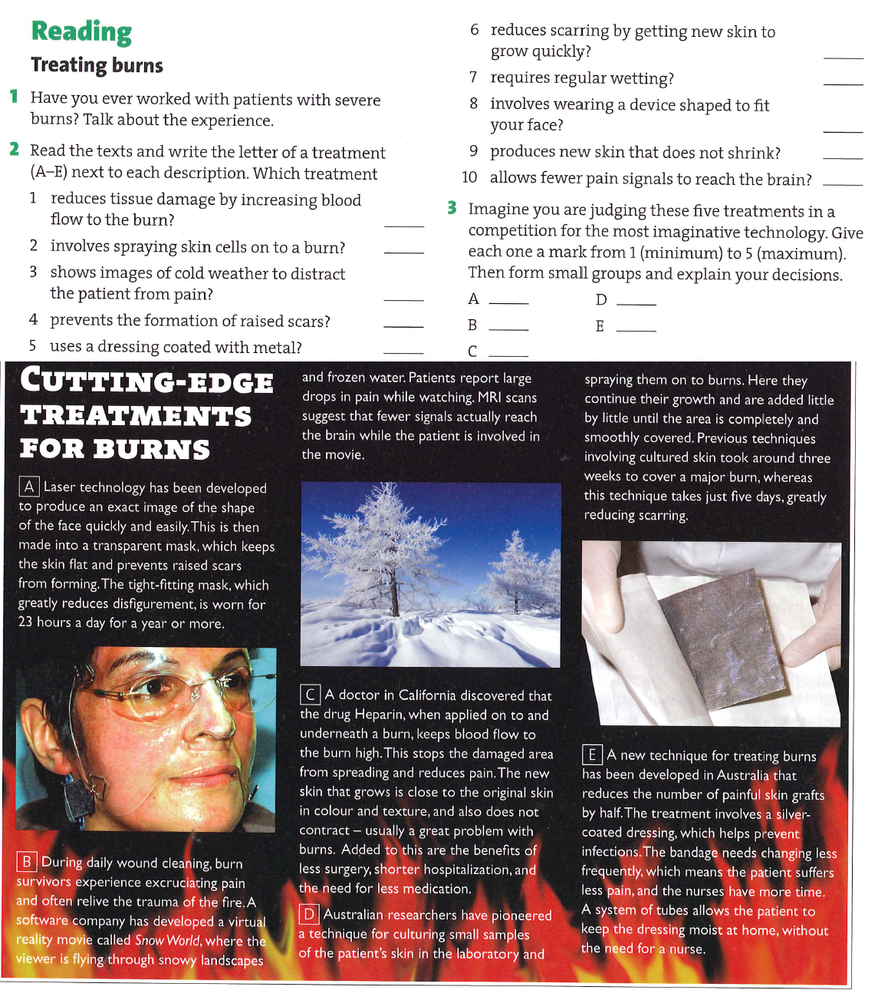 Reading
Treating burns
1 Have you ever worked with patients with severe
burns? Talk about the experience.
2 Read the texts and write the letter of a treatment
(A–E) next to each description. Which treatment
1 reduces tissue damage by increasing blood
flow to the burn? ____
2 involves spraying skin cells on to a burn? ____
3 shows images of cold weather to distract
the patient from pain? ____
4 prevents the formation of raised scars? ____
5 uses a dressing coated with metal? ____
6 reduces scarring by getting new skin to
grow quickly? ____
7 requires regular wetting? ____
8 involves wearing a device shaped to fit
your face? ____
9 produces new skin that does not shrink? ____
10 allows fewer pain signals to reach the brain? ____
3 Imagine you are judging these five treatments in a
competition for the most imaginative technology. Give
each one a mark from 1 (minimum) to 5 (maximum).
Then form small groups and explain your decisions.
A ____ D ____
B ____ E ____
C ____
CUTTING-EDGE
TREATMENTS
FOR BURNS
A Laser technology has been developed
to produce an exact image of the shape
of the face quickly and easily. This is then
made into a transparent mask, which keeps
the skin flat and prevents raised scars
from forming. The tight-fitting mask, which
greatly reduces disfigurement, is worn for
23 hours a day for a year or more.
B During daily wound cleaning, burn
survivors experience excruciating pain
and often relive the trauma of the fire. A
software company has developed a virtual
reality movie called Snow World, where the
viewer is flying through snowy landscapes
and frozen water. Patients report large
drops in pain while watching. MRI scans
suggest that fewer signals actually reach
the brain while the patient is involved in
the movie.
C A doctor in California discovered that
the drug Heparin, when applied on to and
underneath a burn, keeps blood flow to
the burn high. This stops the damaged area
from spreading and reduces pain. The new
skin that grows is close to the original skin
in colour and texture, and also does not
contract – usually a great problem with
burns. Added to this are the benefits of
less surgery, shorter hospitalization, and
the need for less medication.
D Australian researchers have pioneered
a technique for culturing small samples
of the patient's skin in the laboratory and
spraying them on to burns. Here they
continue their growth and are added little
by little until the area is completely and
smoothly covered. Previous techniques
involving cultured skin took around three
weeks to cover a major burn, whereas
this technique takes just five days, greatly
reducing scarring.
E A new technique for treating burns
has been developed in Australia that
reduces the number of painful skin grafts
by half. The treatment involves a silver-
coated dressing, which helps prevent
infections. The bandage needs changing less
frequently, which means the patient suffers
less pain, and the nurses have more time.
A system of tubes allows the patient to
keep the dressing moist at home, without
the need for a nurse.